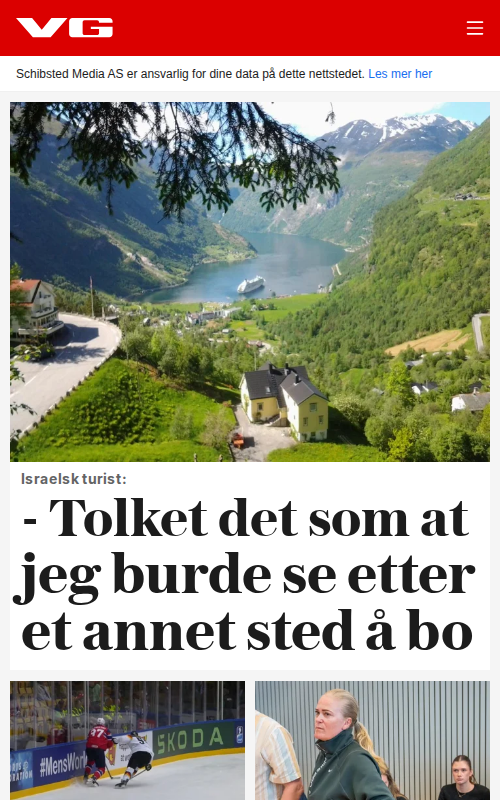 VG
Schibsted Media AS er ansvarlig for dine data på dette nettstedet. Les mer her
Israelsk turist:
- Tolket det som at
jeg burde se etter
et annet sted å bo
ŠKODA
#MensWor